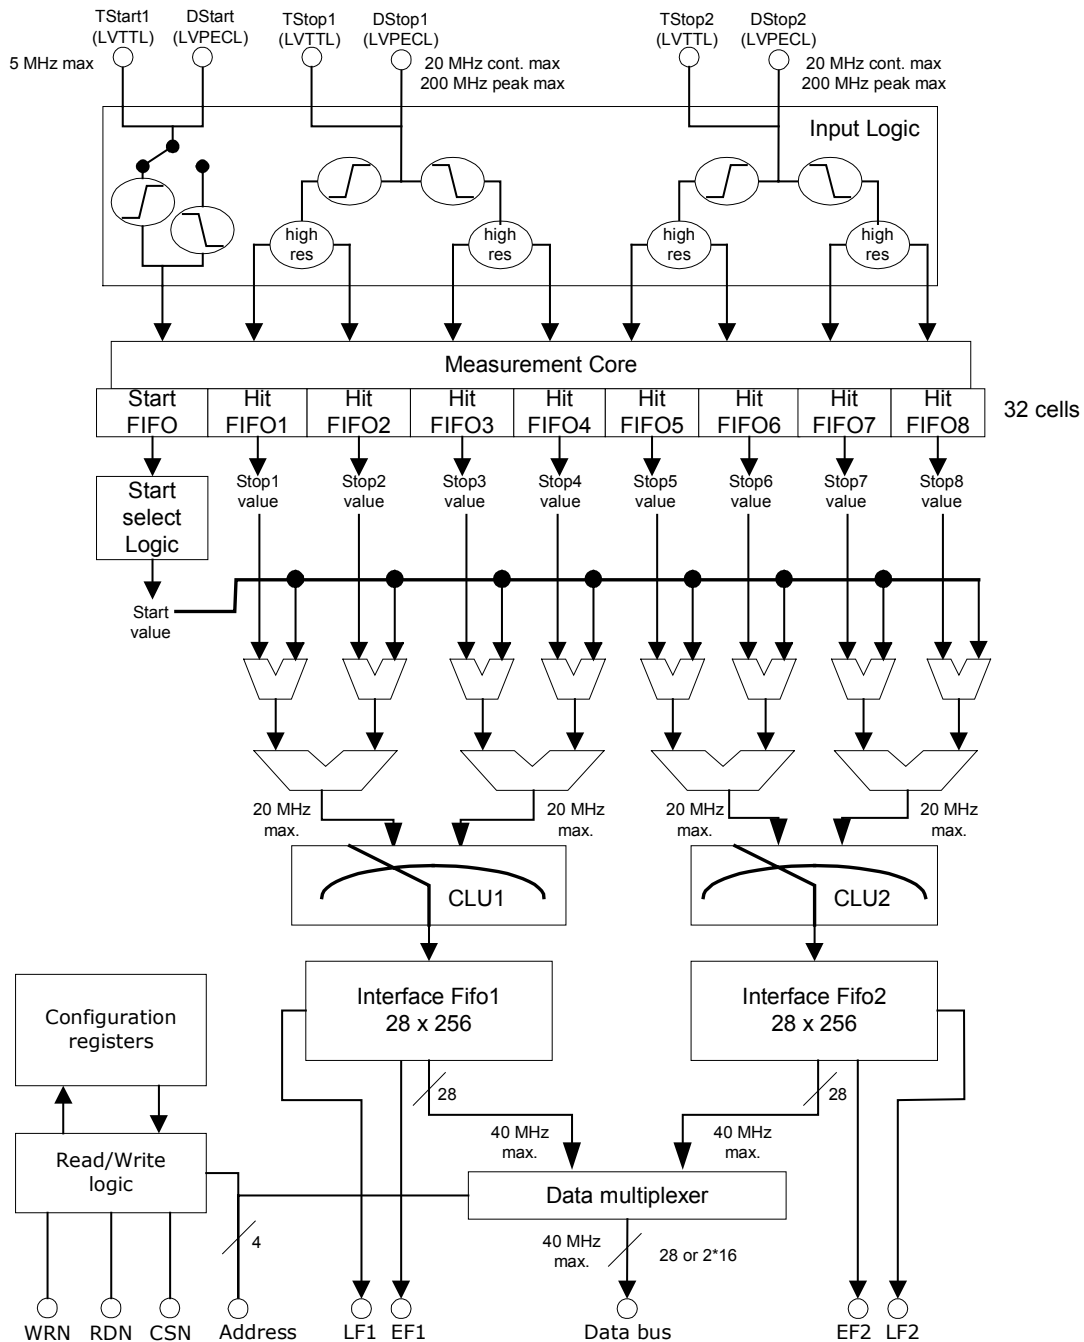 TStart1 DStart TStop1 DStop1 TStop2 DStop2
(LVTTL) (LVPECL) (LVTTL) (LVPECL) (LVTTL) (LVPECL)
5 MHz max 20 MHz cont. max 20 MHz cont. max
200 MHz peak max 200 MHz peak max
Input Logic
high high high high
res res res res
Measurement Core
Start Hit Hit Hit Hit Hit Hit Hit Hit
FIFO FIFO1 FIFO2 FIFO3 FIFO4 FIFO5 FIFO6 FIFO7 FIFO8
32 cells
Stop1 Stop2 Stop3 Stop4 Stop5 Stop6 Stop7 Stop8
value value value value value value value value
Start
select
Logic
Start
value
20 MHz 20 MHz 20 MHz 20 MHz
max. max. max. max.
CLU1 CLU2
Interface Fifo1 Interface Fifo2
28 x 256 28 x 256
Configuration
registers
28 28
40 MHz 40 MHz
max. max.
Read/Write
logic
Data multiplexer
4
40 MHz
max.
28 or 2*16
WRN RDN CSN Address LF1 EF1 Data bus EF2 LF2